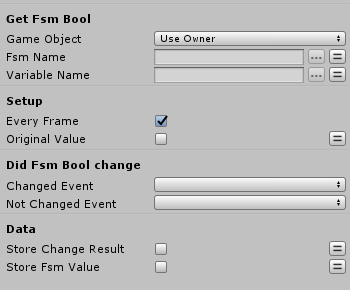 Get Fsm Bool
Game Object Use Owner
Fsm Name ...
Variable Name ...
Setup
Every Frame
Original Value
Did Fsm Bool change
Changed Event
Not Changed Event
Data
Store Change Result
Store Fsm Value